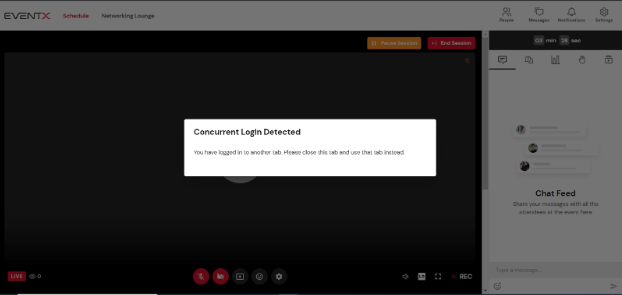 EVENTX
Schedule
Networking Lounge
People
Messages
Notifications
Settings
Pause Session
End Session
min
sec
Concurrent Login Detected
You have logged in to another tab. Please close this tab and use that tab instead.
Chat Feed
Share your messages with all the
attendees at the event here
LIVE
0
REC
Type a message...